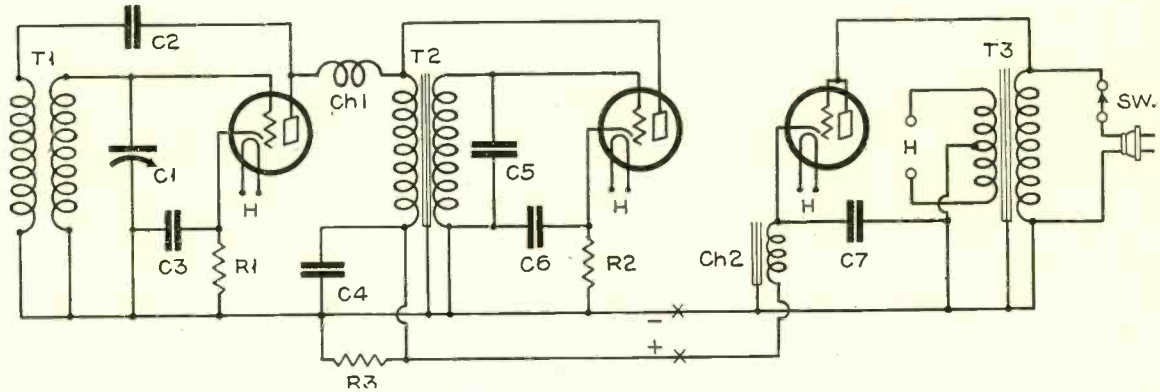 C2
T1
T2
T3
Ch1
SW.
C1
C5
H
H
H
H
C3
R1
C6
R2
Ch2
C7
C4
−
+
R3